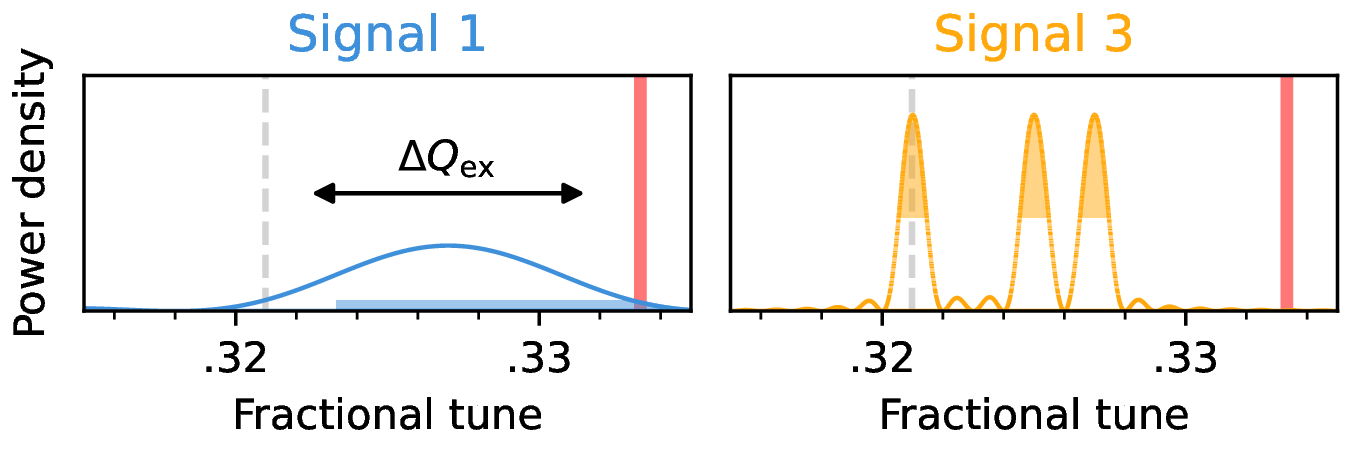 Signal 1
Signal 3
Power density
ΔQex
.32
.33
.32
.33
Fractional tune
Fractional tune